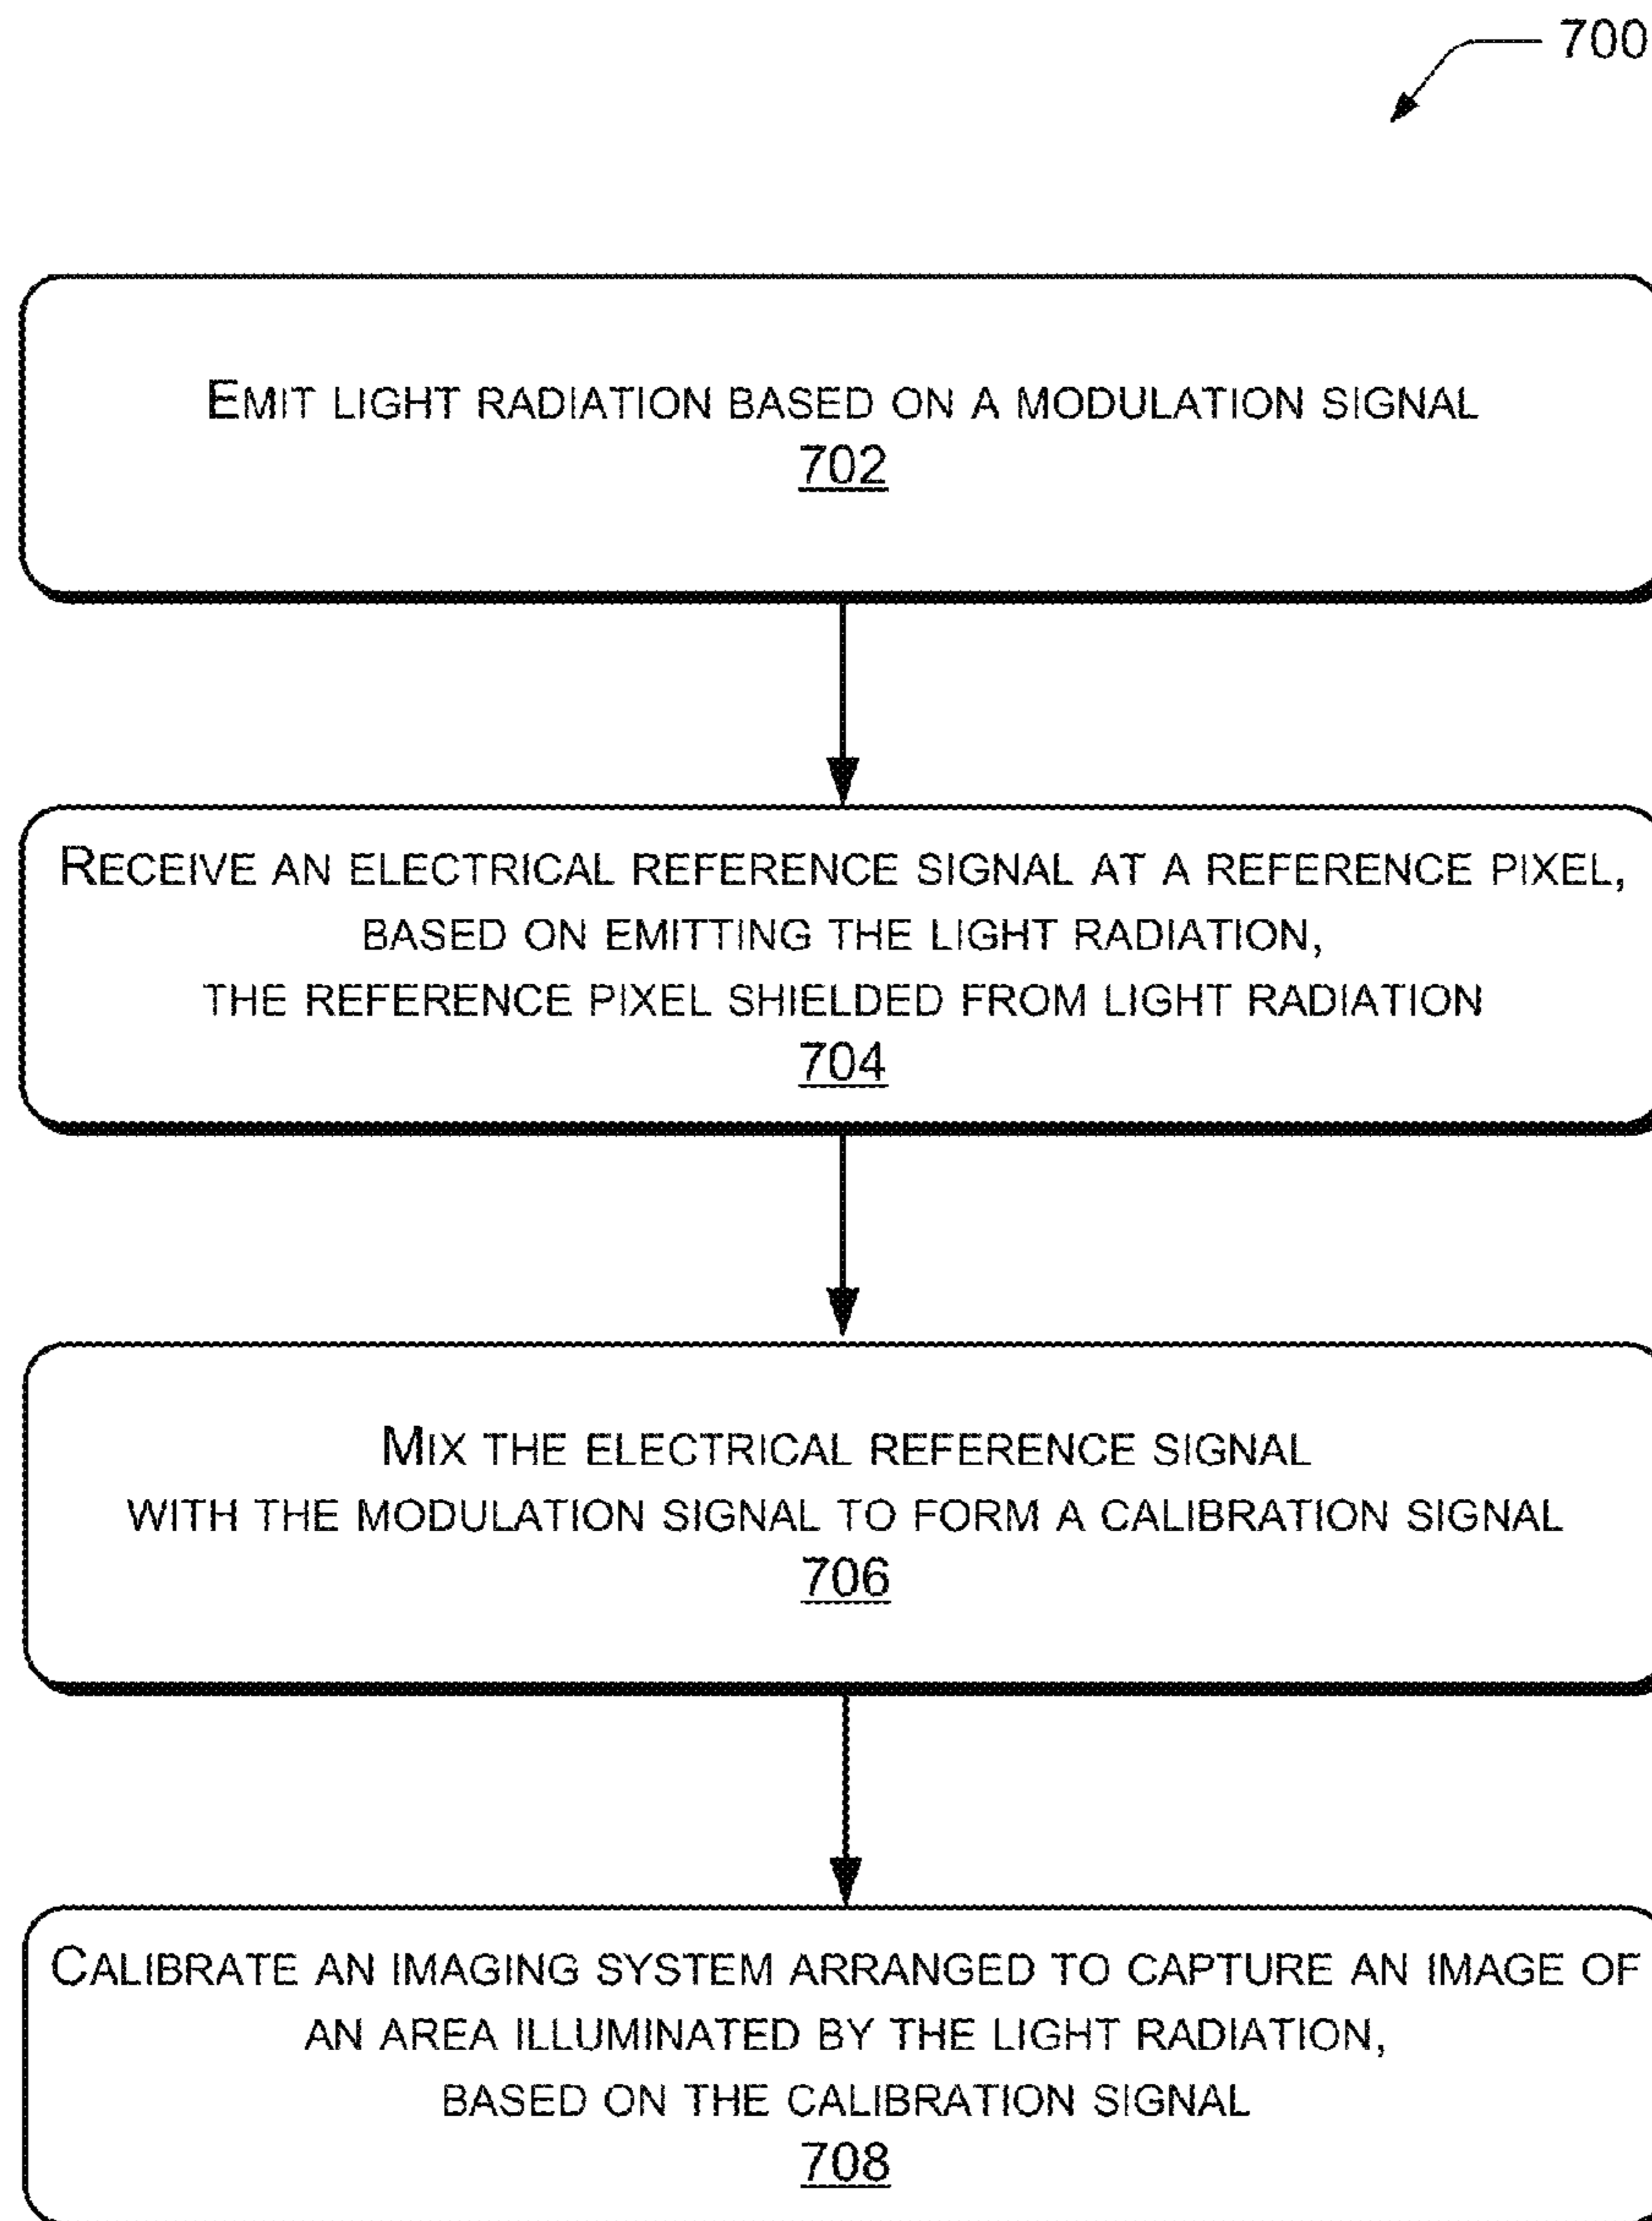 700
EMIT LIGHT RADIATION BASED ON A MODULATION SIGNAL
702
RECEIVE AN ELECTRICAL REFERENCE SIGNAL AT A REFERENCE PIXEL,
BASED ON EMITTING THE LIGHT RADIATION,
THE REFERENCE PIXEL SHIELDED FROM LIGHT RADIATION
704
MIX THE ELECTRICAL REFERENCE SIGNAL
WITH THE MODULATION SIGNAL TO FORM A CALIBRATION SIGNAL
706
CALIBRATE AN IMAGING SYSTEM ARRANGED TO CAPTURE AN IMAGE OF
AN AREA ILLUMINATED BY THE LIGHT RADIATION,
BASED ON THE CALIBRATION SIGNAL
708